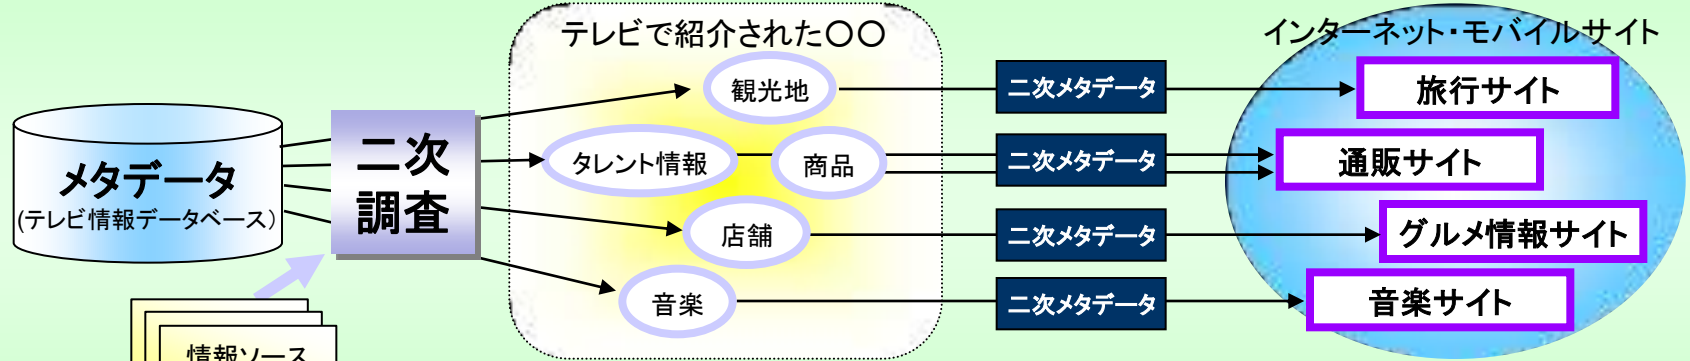 テレビで紹介された〇〇
インターネット・モバイルサイト
メタデータ
(テレビ情報データベース)
二次
調査
観光地
タレント情報
商品
店舗
音楽
二次メタデータ
二次メタデータ
二次メタデータ
二次メタデータ
旅行サイト
通販サイト
グルメ情報サイト
音楽サイト
情報ソース